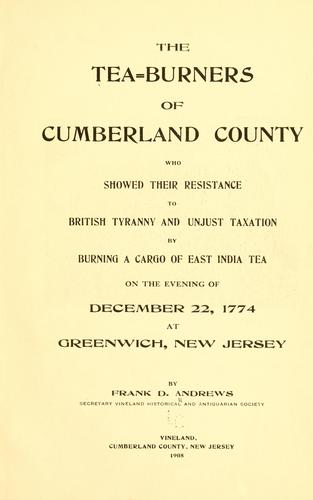 THE
TEA=BURNERS
OF
CUMBERLAND COUNTY
WHO
SHOWED THEIR RESISTANCE
TO
BRITISH TYRANNY AND UNJUST TAXATION
BY
BURNING A CARGO OF EAST INDIA TEA
ON THE EVENING OF
DECEMBER 22, 1774
AT
GREENWICH, NEW JERSEY
BY
FRANK D. ANDREWS
SECRETARY VINELAND HISTORICAL AND ANTIQUARIAN SOCIETY
VINELAND,
CUMBERLAND COUNTY, NEW JERSEY
1908